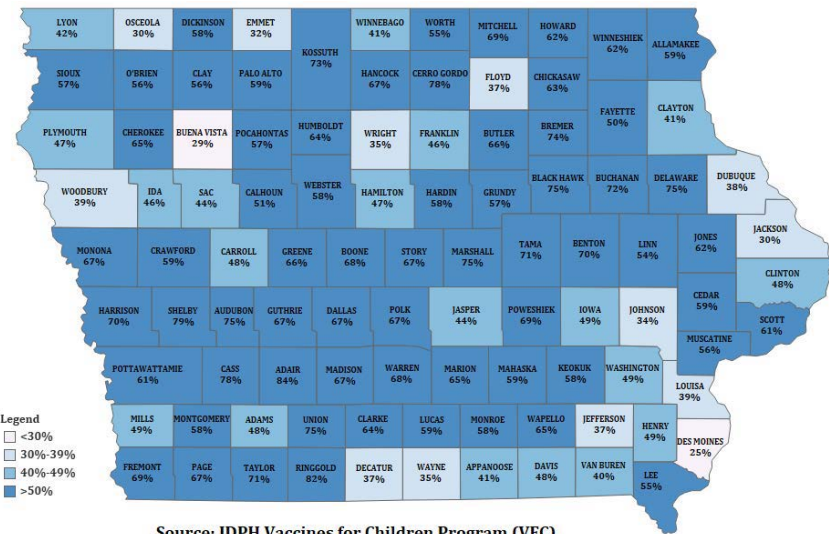 LYON
42%
OSCEOLA
30%
DICKINSON
58%
EMMET
32%
KOSSUTH
73%
WINNEBAGO
41%
WORTH
55%
MITCHELL
69%
HOWARD
62%
WINNESHIEK
62%
ALLAMAKEE
59%
SIOUX
57%
O'BRIEN
56%
CLAY
56%
PALO ALTO
59%
HANCOCK
67%
CERRO GORDO
78%
FLOYD
37%
CHICKASAW
63%
PLYMOUTH
47%
CHEROKEE
65%
BUENA VISTA
29%
POCAHONTAS
57%
HUMBOLDT
64%
WRIGHT
35%
FRANKLIN
46%
BUTLER
66%
BREMER
74%
FAYETTE
50%
CLAYTON
41%
WOODBURY
39%
IDA
46%
SAC
44%
CALHOUN
51%
WEBSTER
58%
HAMILTON
47%
HARDIN
58%
GRUNDY
57%
BLACK HAWK
75%
BUCHANAN
72%
DELAWARE
75%
DUBUQUE
38%
MONONA
67%
CRAWFORD
59%
CARROLL
48%
GREENE
66%
BOONE
68%
STORY
67%
MARSHALL
75%
TAMA
71%
BENTON
70%
LINN
54%
JONES
62%
JACKSON
30%
CLINTON
48%
HARRISON
70%
SHELBY
79%
AUDUBON
75%
GUTHRIE
67%
DALLAS
67%
POLK
67%
JASPER
44%
POWESHIEK
69%
IOWA
49%
JOHNSON
34%
CEDAR
59%
SCOTT
61%
MUSCATINE
56%
POTTAWATTAMIE
61%
CASS
78%
ADAIR
84%
MADISON
67%
WARREN
68%
MARION
65%
MAHASKA
59%
KEOKUK
58%
WASHINGTON
49%
LOUISA
39%
MILLS
49%
MONTGOMERY
58%
ADAMS
48%
UNION
75%
CLARKE
64%
LUCAS
59%
MONROE
58%
WAPELLO
65%
JEFFERSON
37%
HENRY
49%
DES MOINES
25%
FREMONT
69%
PAGE
67%
TAYLOR
71%
RINGGOLD
82%
DECATUR
37%
WAYNE
35%
APPANOOSE
41%
DAVIS
48%
VAN BUREN
40%
LEE
55%
Legend
<30%
30%-39%
40%-49%
>50%
Source: IDPH Vaccines for Children Program (VFC)